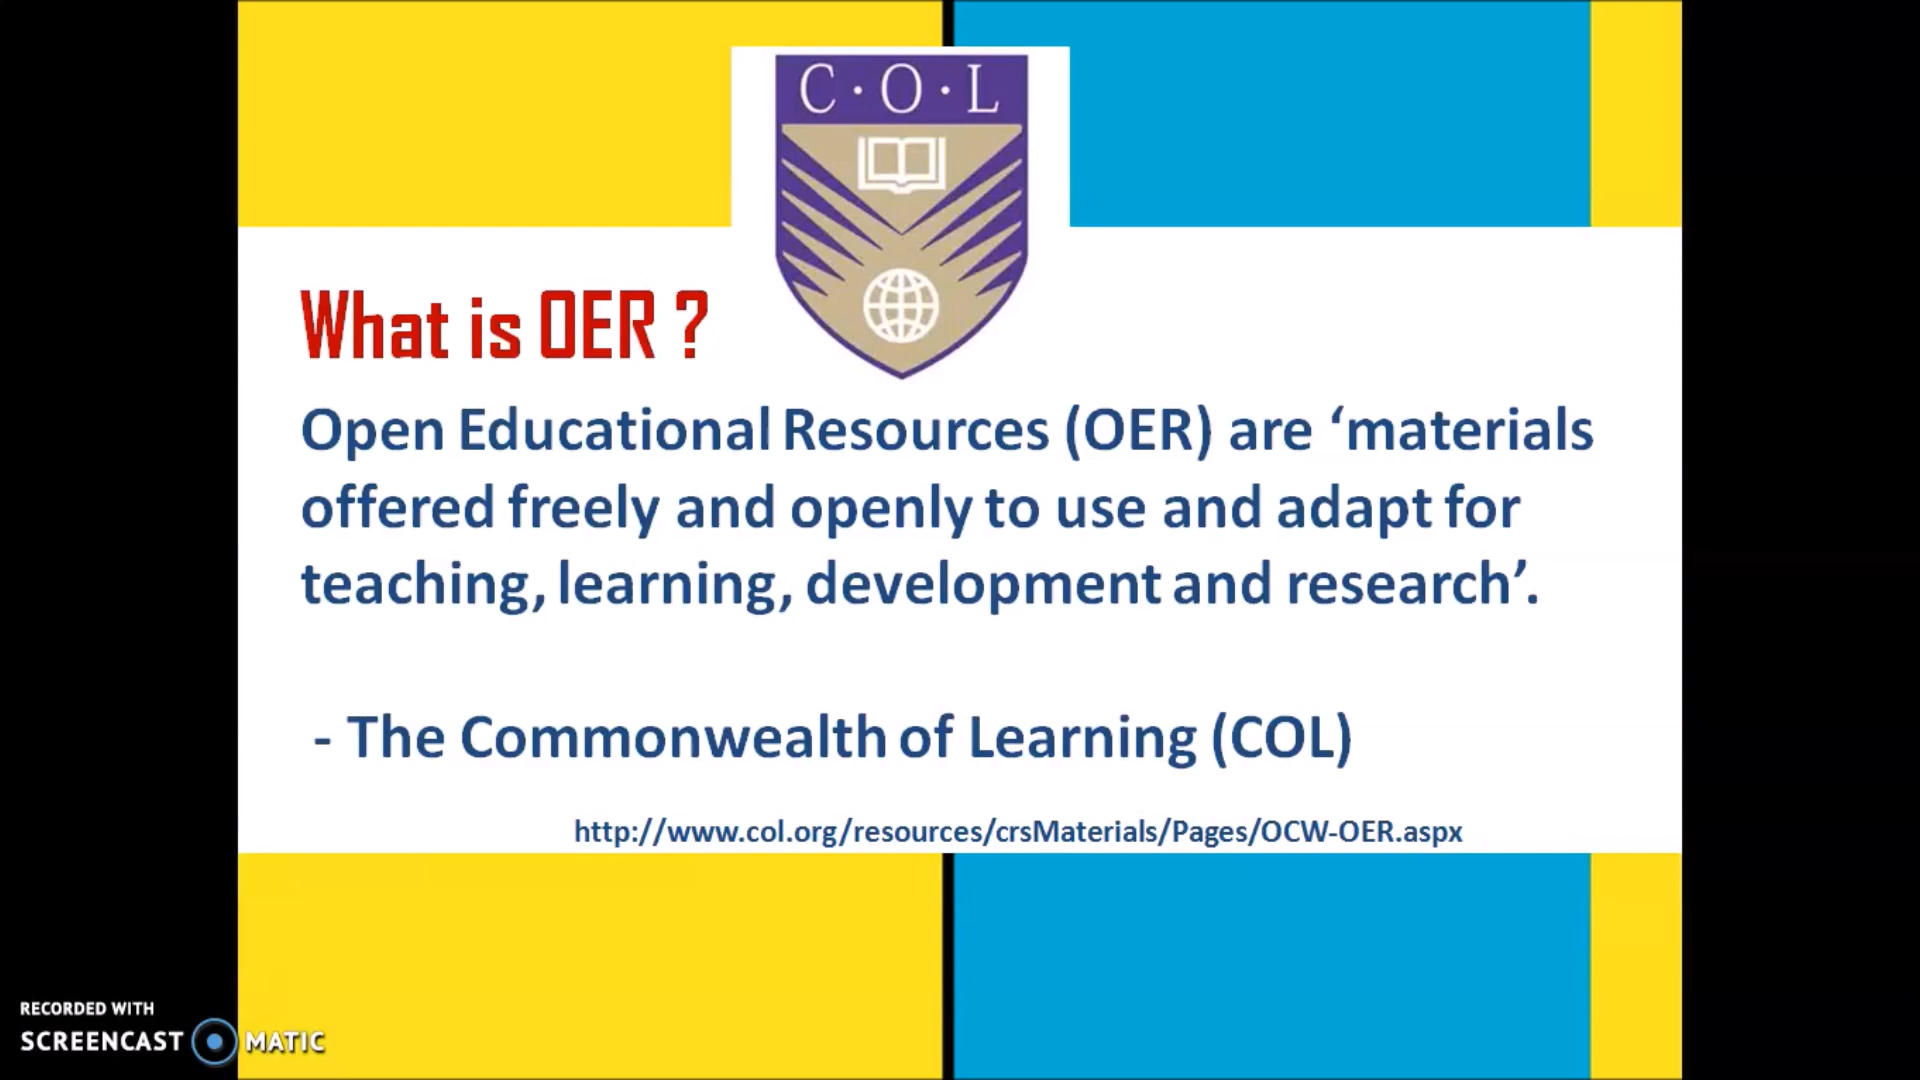 C·O·L
What is OER ?
Open Educational Resources (OER) are ‘materials
offered freely and openly to use and adapt for
teaching, learning, development and research’.
- The Commonwealth of Learning (COL)
http://www.col.org/resources/crsMaterials/Pages/OCW-OER.aspx
RECORDED WITH
SCREENCAST MATIC